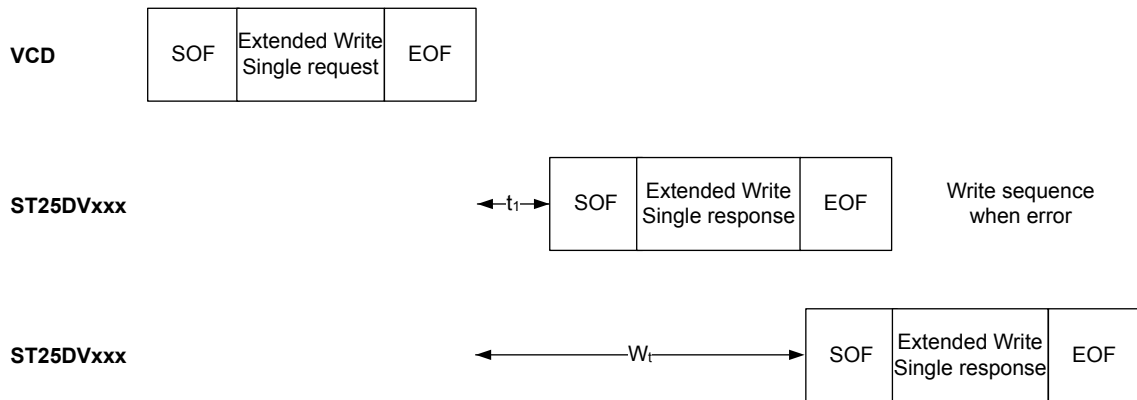 VCD
SOF
Extended Write
Single request
EOF
ST25DVxxx
t1
SOF
Extended Write
Single response
EOF
Write sequence
when error
ST25DVxxx
Wt
SOF
Extended Write
Single response
EOF